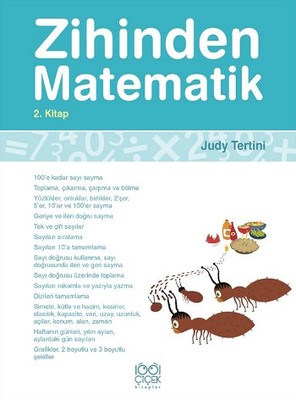 Zihinden
Matematik
2. Kitap
Judy Tertini
100'e kadar sayı sayma
Toplama, çıkarma, çarpma ve bölme
Yüzlükler, onluklar, birlikler, 2'şer,
5'er, 10'ar ve 100'er sayma
Geriye ve ileri doğru sayma
Tek ve çift sayılar
Sayıları sıralama
Sayıları 10'a tamamlama
Sayı doğrusu kullanma, sayı
doğrusunda ileri ve geri sayma
Sayı doğrusu üzerinde toplama
Sayıları rakamla ve yazıyla yazma
Dizileri tamamlama
Simetri, kütle ve hacim, kesirler,
olasılık, kapasite, veri, uzay, uzunluk,
açılar, konum, alan, zaman
Haftanın günleri, yılın ayları,
aylardaki gün sayıları
Grafikler, 2 boyutlu ve 3 boyutlu
şekiller
1001
ÇİÇEK
kitaplar